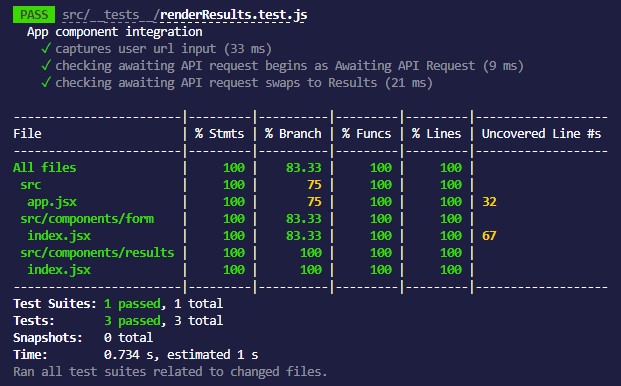 PASS src/__tests__/renderResults.test.js
App component integration
✓ captures user url input (33 ms)
✓ checking awaiting API request begins as Awaiting API Request (9 ms)
✓ checking awaiting API request swaps to Results (21 ms)
----------------------|---------|----------|---------|---------|-------------------
File | % Stmts | % Branch | % Funcs | % Lines | Uncovered Line #s
----------------------|---------|----------|---------|---------|-------------------
All files | 100 | 83.33 | 100 | 100 |
src | 100 | 75 | 100 | 100 |
app.jsx | 100 | 75 | 100 | 100 | 32
src/components/form | 100 | 83.33 | 100 | 100 |
index.jsx | 100 | 83.33 | 100 | 100 | 67
src/components/results | 100 | 100 | 100 | 100 |
index.jsx | 100 | 100 | 100 | 100 |
----------------------|---------|----------|---------|---------|-------------------
Test Suites: 1 passed, 1 total
Tests: 3 passed, 3 total
Snapshots: 0 total
Time: 0.734 s, estimated 1 s
Ran all test suites related to changed files.